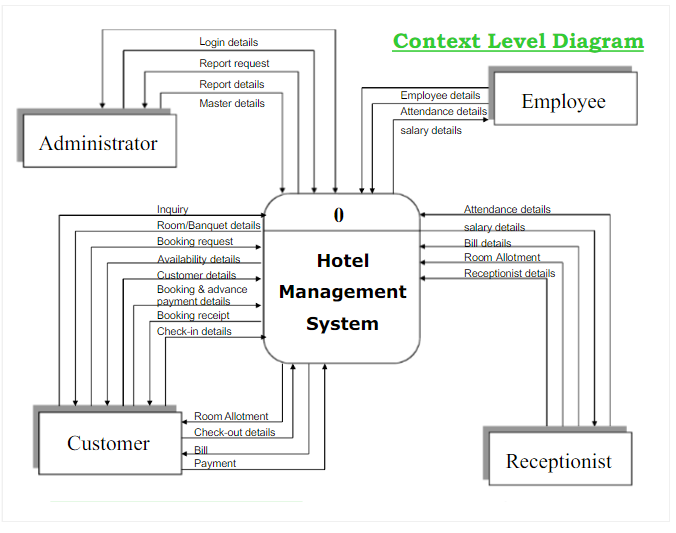 Context Level Diagram
Login details
Report request
Report details
Master details
Administrator
Employee details
Attendance details
salary details
Employee
0
Hotel
Management
System
Inquiry
Room/Banquet details
Booking request
Availability details
Customer details
Booking & advance
payment details
Booking receipt
Check-in details
Attendance details
salary details
Bill details
Room Allotment
Receptionist details
Customer
Room Allotment
Check-out details
Bill
Payment
Receptionist